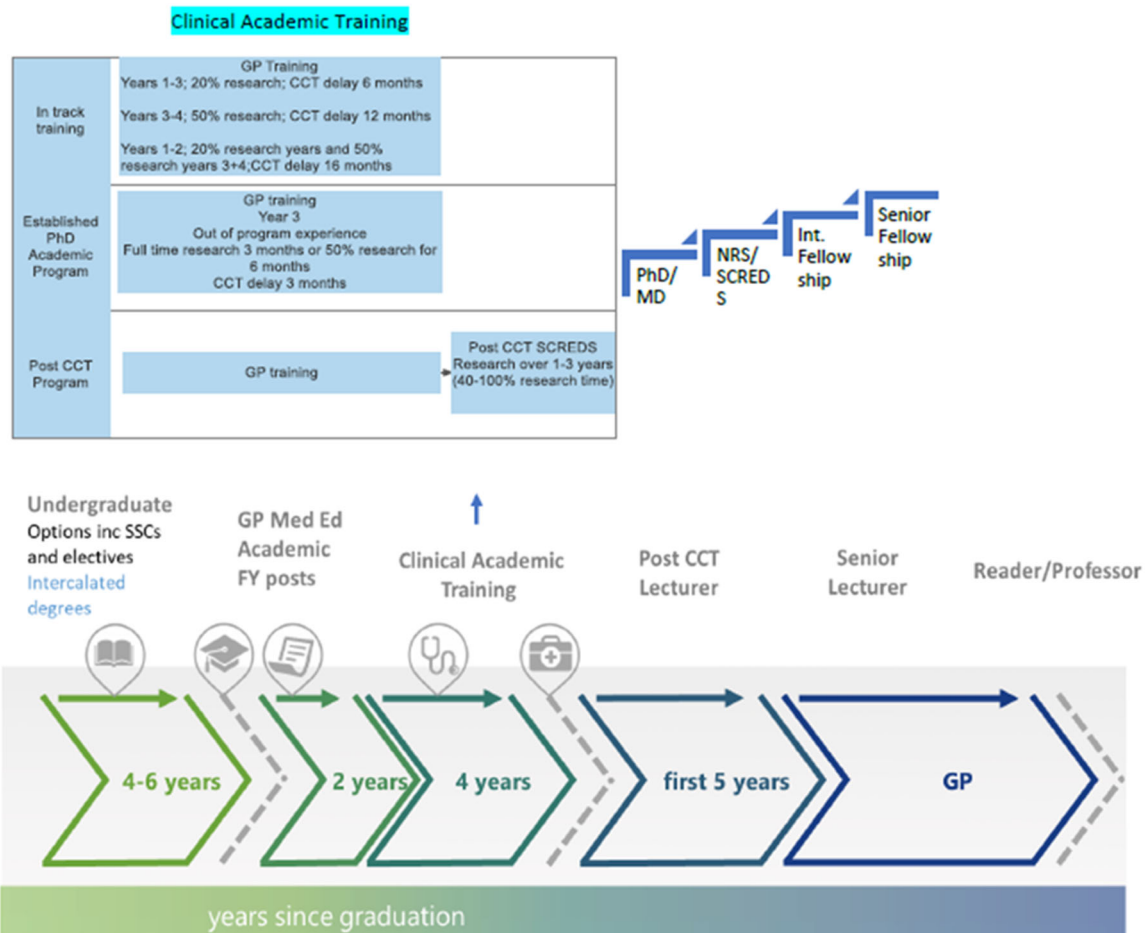 Clinical Academic Training
In track
training
GP Training
Years 1-3; 20% research; CCT delay 6 months
Years 3-4; 50% research; CCT delay 12 months
Years 1-2; 20% research years and 50%
research years 3+4;CCT delay 16 months
Established
PhD
Academic
Program
GP training
Year 3
Out of program experience
Full time research 3 months or 50% research for
6 months
CCT delay 3 months
Post CCT
Program
GP training
Post CCT SCREDS
Research over 1-3 years
(40-100% research time)
PhD/
MD
NRS/
SCRED
S
Int.
Fellow
ship
Senior
Fellow
ship
Undergraduate
Options inc SSCs
and electives
Intercalated
degrees
GP Med Ed
Academic
FY posts
Clinical Academic
Training
Post CCT
Lecturer
Senior
Lecturer
Reader/Professor
4-6 years
2 years
4 years
first 5 years
GP
years since graduation